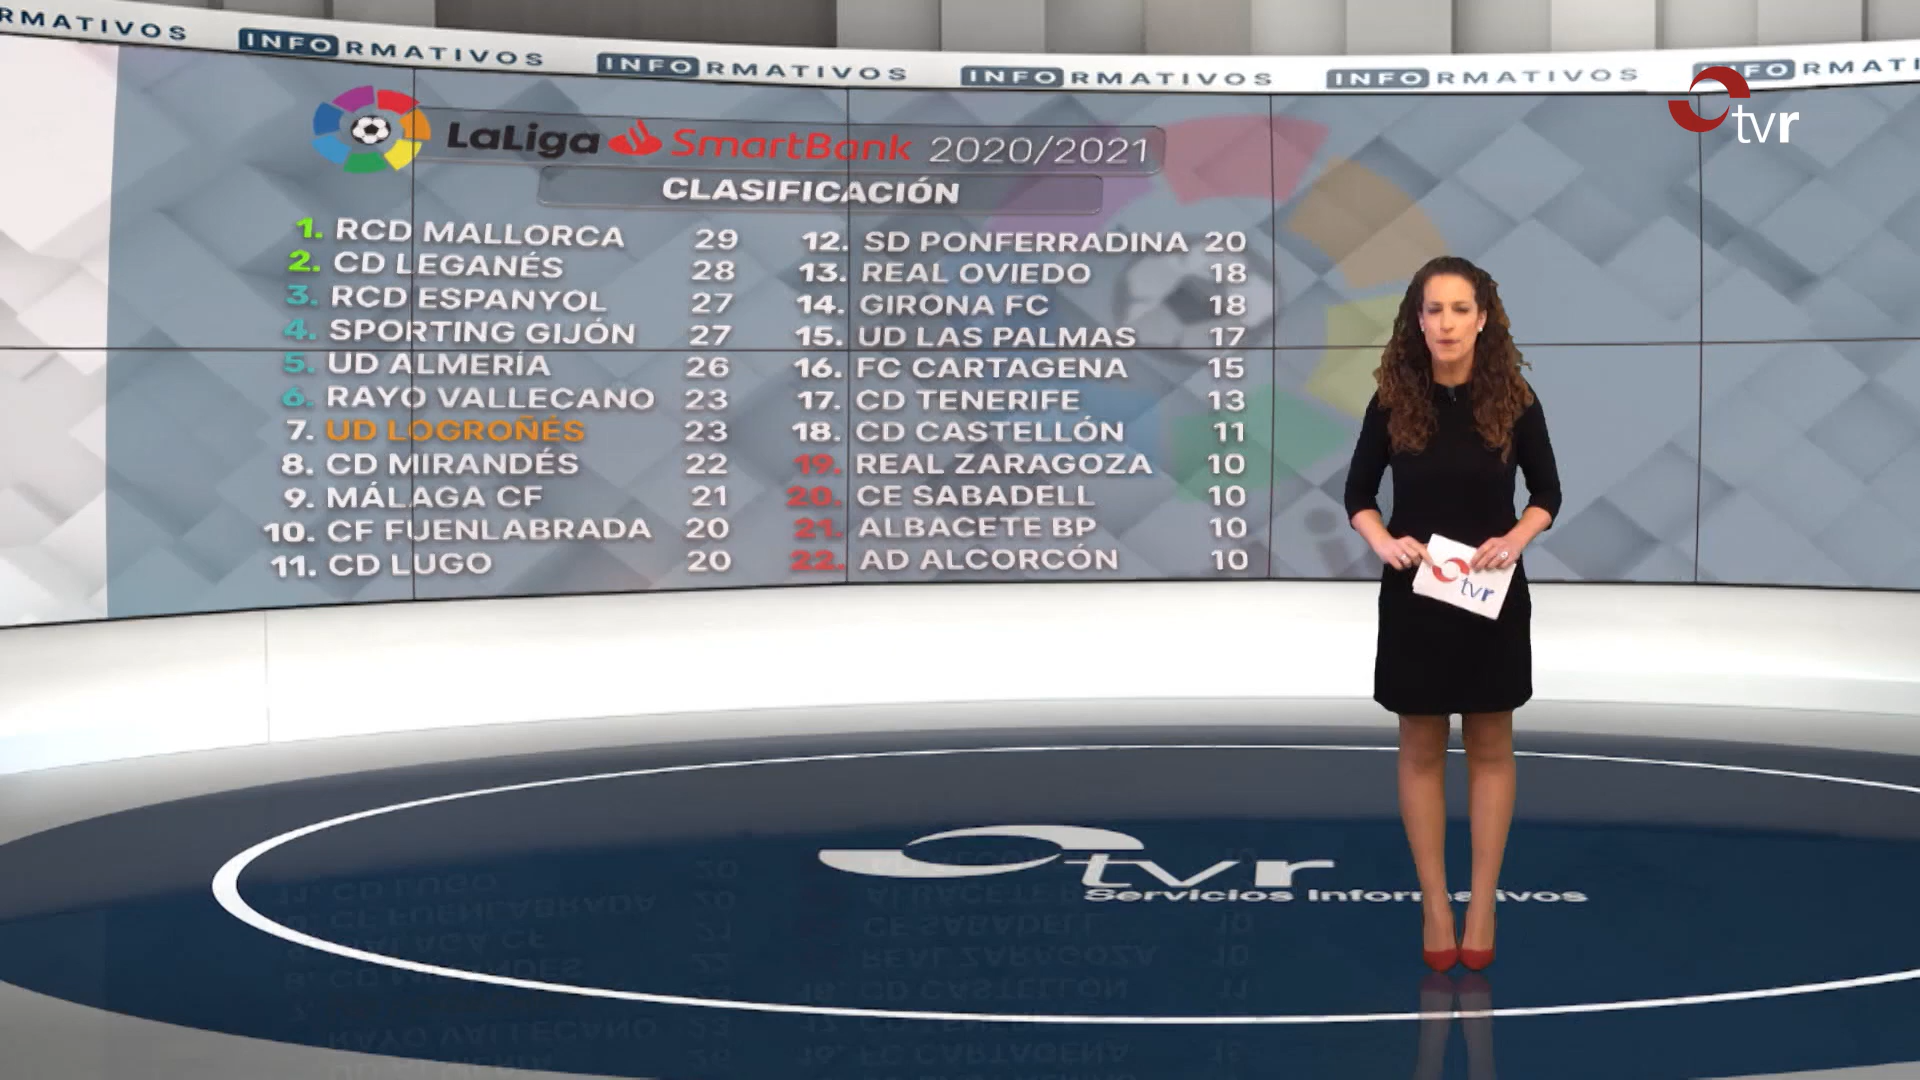 RMATIVOS
INFORMATIVOS
INFORMATIVOS
INFORMATIVOS
INFORMATIVOS
INFORMATI
tvr
LaLiga SmartBank 2020/2021
CLASIFICACIÓN
1. RCD MALLORCA 29
2. CD LEGANÉS 28
3. RCD ESPANYOL 27
4. SPORTING GIJÓN 27
5. UD ALMERÍA 26
6. RAYO VALLECANO 23
7. UD LOGROÑÉS 23
8. CD MIRANDÉS 22
9. MÁLAGA CF 21
10. CF FUENLABRADA 20
11. CD LUGO 20
12. SD PONFERRADINA 20
13. REAL OVIEDO 18
14. GIRONA FC 18
15. UD LAS PALMAS 17
16. FC CARTAGENA 15
17. CD TENERIFE 13
18. CD CASTELLÓN 11
19. REAL ZARAGOZA 10
20. CE SABADELL 10
21. ALBACETE BP 10
22. AD ALCORCÓN 10
tvr
tvr
Servicios Informativos